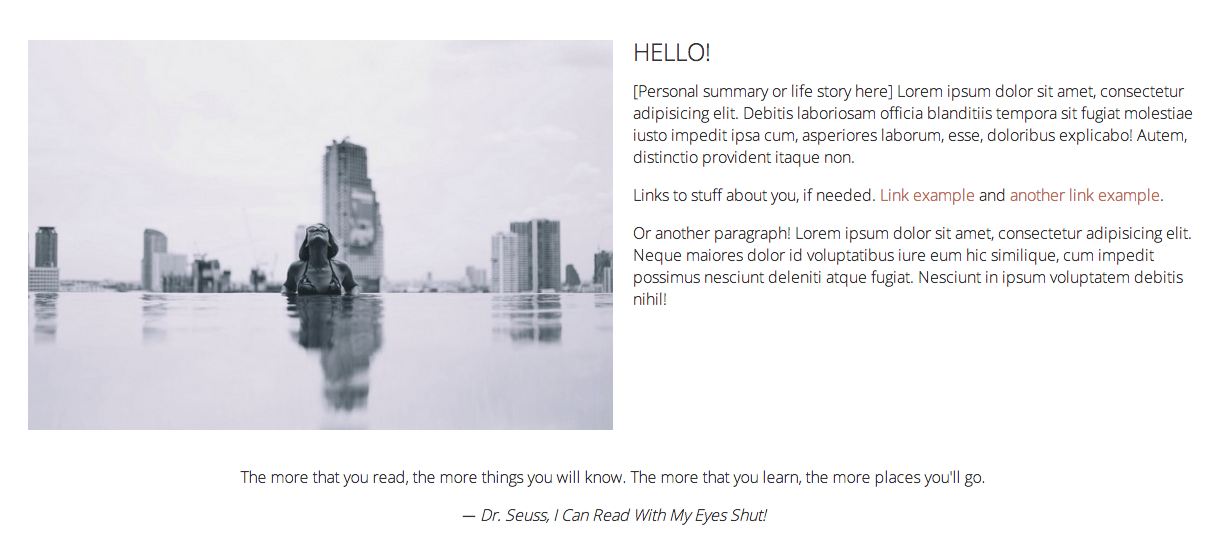 HELLO!
[Personal summary or life story here] Lorem ipsum dolor sit amet, consectetur
adipisicing elit. Debitis laboriosam officia blanditiis tempora sit fugiat molestiae
iusto impedit ipsa cum, asperiores laborum, esse, doloribus explicabo! Autem,
distinctio provident itaque non.
Links to stuff about you, if needed. Link example and another link example.
Or another paragraph! Lorem ipsum dolor sit amet, consectetur adipisicing elit.
Neque maiores dolor id voluptatibus iure eum hic similique, cum impedit
possimus nesciunt deleniti atque fugiat. Nesciunt in ipsum voluptatem debitis
nihil!
The more that you read, the more things you will know. The more that you learn, the more places you'll go.
— Dr. Seuss, I Can Read With My Eyes Shut!